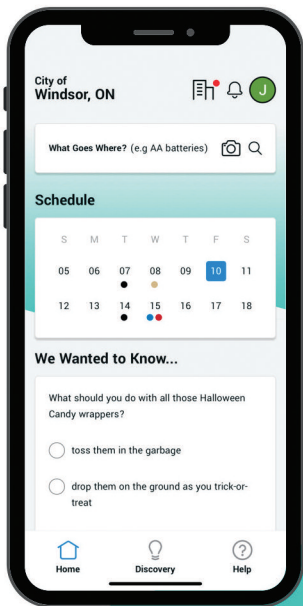 City of
Windsor, ON
J
What Goes Where? (e.g AA batteries)
Schedule
S M T W T F S
05 06 07 08 09 10 11
12 13 14 15 16 17 18
We Wanted to Know...
What should you do with all those Halloween
Candy wrappers?
toss them in the garbage
drop them on the ground as you trick-or-
treat
Home Discovery Help